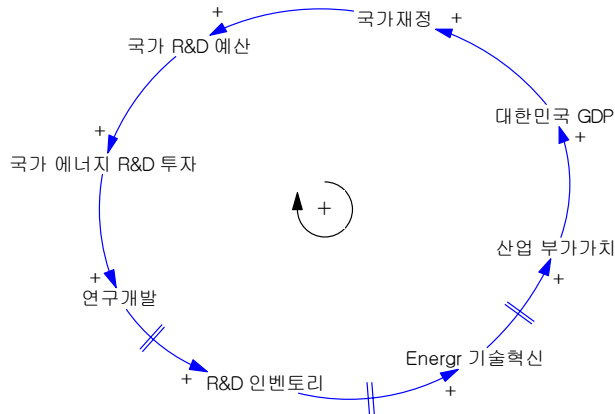 국가재정
+
국가 R&D 예산
+
대한민국 GDP
+
국가 에너지 R&D 투자
+
+
산업 부가가치
+
연구개발
+
Energr 기술혁신
+
R&D 인벤토리
+